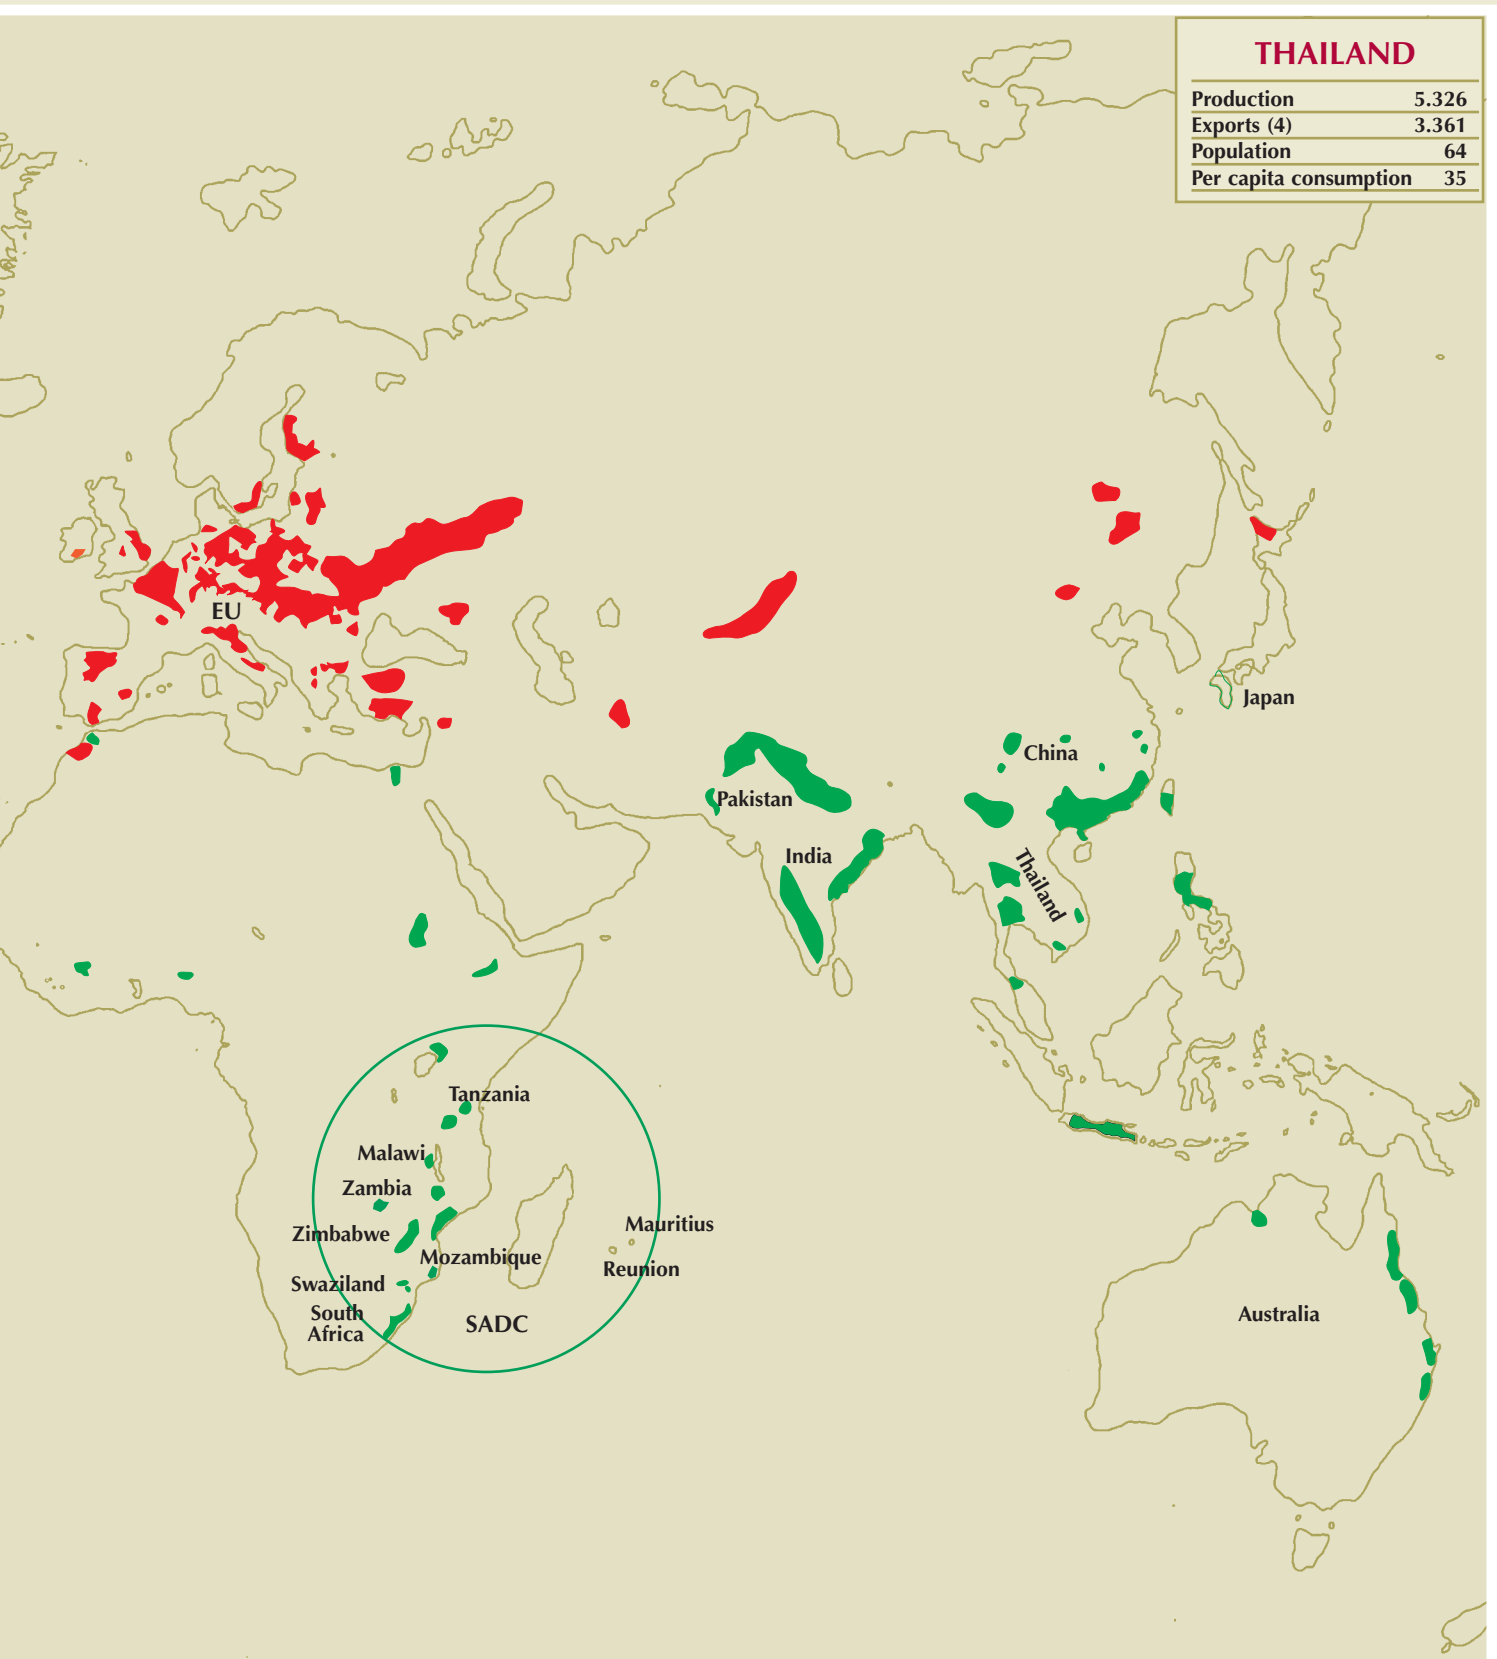 THAILAND
Production 5.326
Exports (4) 3.361
Population 64
Per capita consumption 35
EU
Japan
China
Pakistan
India
Thailand
Tanzania
Malawi
Zambia
Mauritius
Zimbabwe
Mozambique
Reunion
Swaziland
South
Africa
SADC
Australia